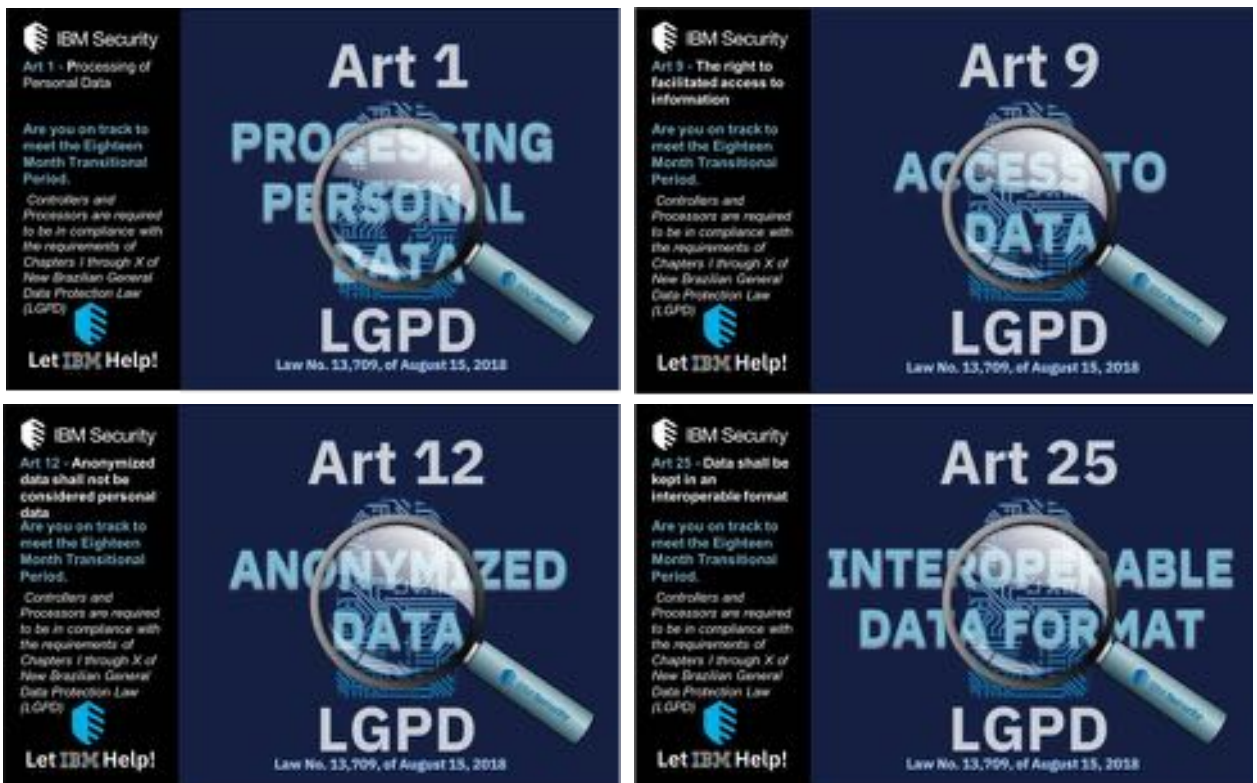 IBM Security
Art 1 - Processing of
Personal Data
Are you on track to
meet the Eighteen
Month Transitional
Period.
Controllers and
Processors are required
to be in compliance with
the requirements of
Chapters I through X of
New Brazilian General
Data Protection Law
(LGPD)
Let IBM Help!
Art 1
PROCESSING
PERSONAL
DATA
IBM Security
LGPD
Law No. 13,709, of August 15, 2018
IBM Security
Art 9 - The right to
facilitated access to
information
Are you on track to
meet the Eighteen
Month Transitional
Period.
Controllers and
Processors are required
to be in compliance with
the requirements of
Chapters I through X of
New Brazilian General
Data Protection Law
(LGPD)
Let IBM Help!
Art 9
ACCESS TO
DATA
IBM Security
LGPD
Law No. 13,709, of August 15, 2018
IBM Security
Art 12 - Anonymized
data shall not be
considered personal
data
Are you on track to
meet the Eighteen
Month Transitional
Period.
Controllers and
Processors are required
to be in compliance with
the requirements of
Chapters I through X of
New Brazilian General
Data Protection Law
(LGPD)
Let IBM Help!
Art 12
ANONYMIZED
DATA
IBM Security
LGPD
Law No. 13,709, of August 15, 2018
IBM Security
Art 25 - Data shall be
kept in an
interoperable format
Are you on track to
meet the Eighteen
Month Transitional
Period.
Controllers and
Processors are required
to be in compliance with
the requirements of
Chapters I through X of
New Brazilian General
Data Protection Law
(LGPD)
Let IBM Help!
Art 25
INTEROPERABLE
DATA FORMAT
IBM Security
LGPD
Law No. 13,709, of August 15, 2018